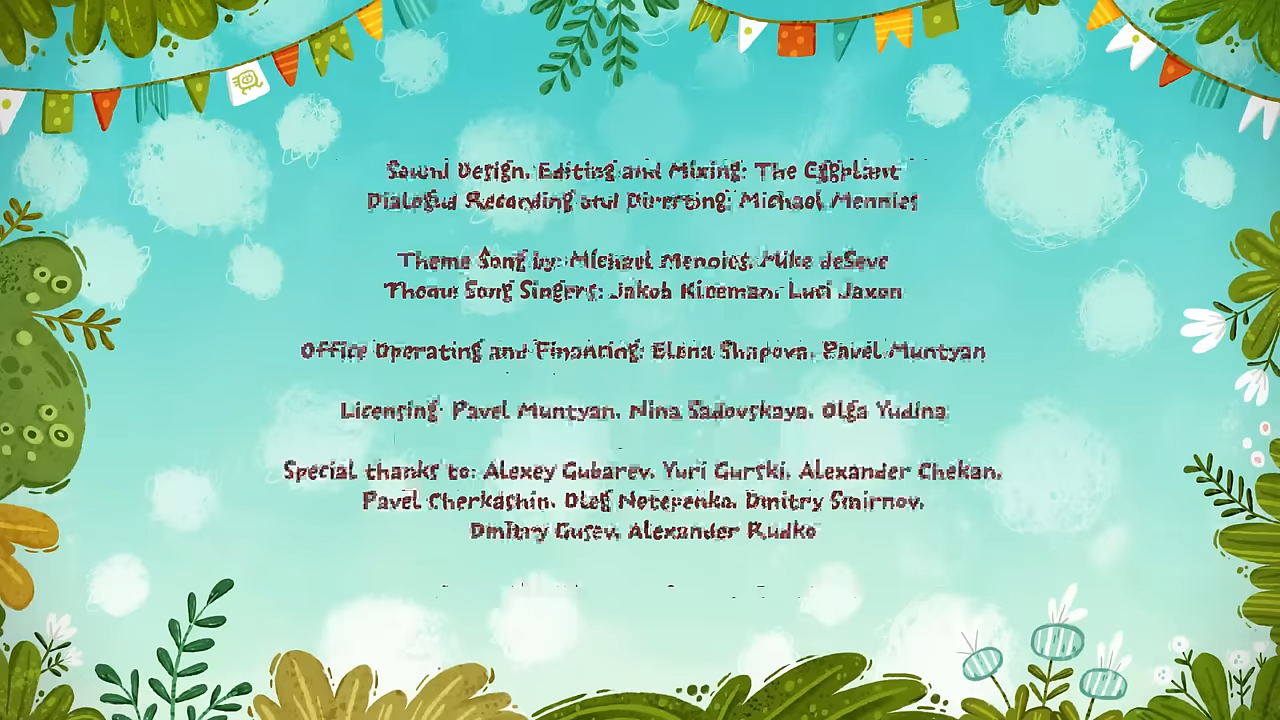 Sound Design, Editing and Mixing: The Eggplant
Dialogue Recording and Directing: Michael Mennies
Theme Song by: Michael Mennies, Mike deSeve
Theme Song Singers: Jakob Kineman, Luci Jaxon
Office Operating and Financing: Elena Shapova, Pavel Muntyan
Licensing: Pavel Muntyan, Nina Sadovskaya, Olga Yudina
Special thanks to: Alexey Gubarev, Yuri Gurski, Alexander Chekan,
Pavel Cherkashin, Oleg Dmitry Smirnov,
Dmitry Gusev, Alexander Rudko